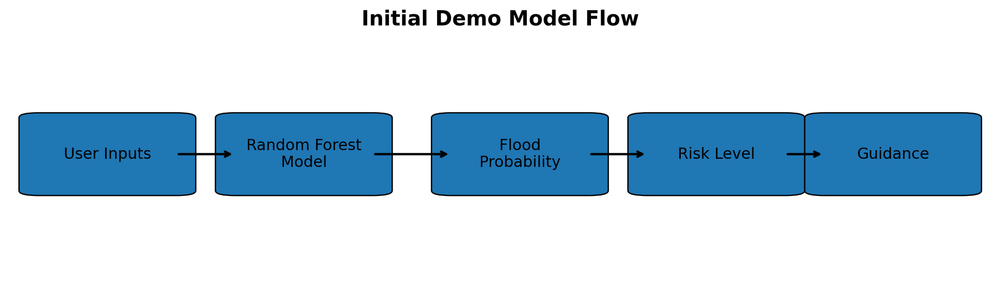 Initial Demo Model Flow
User Inputs
Random Forest
Model
Flood
Probability
Risk Level
Guidance